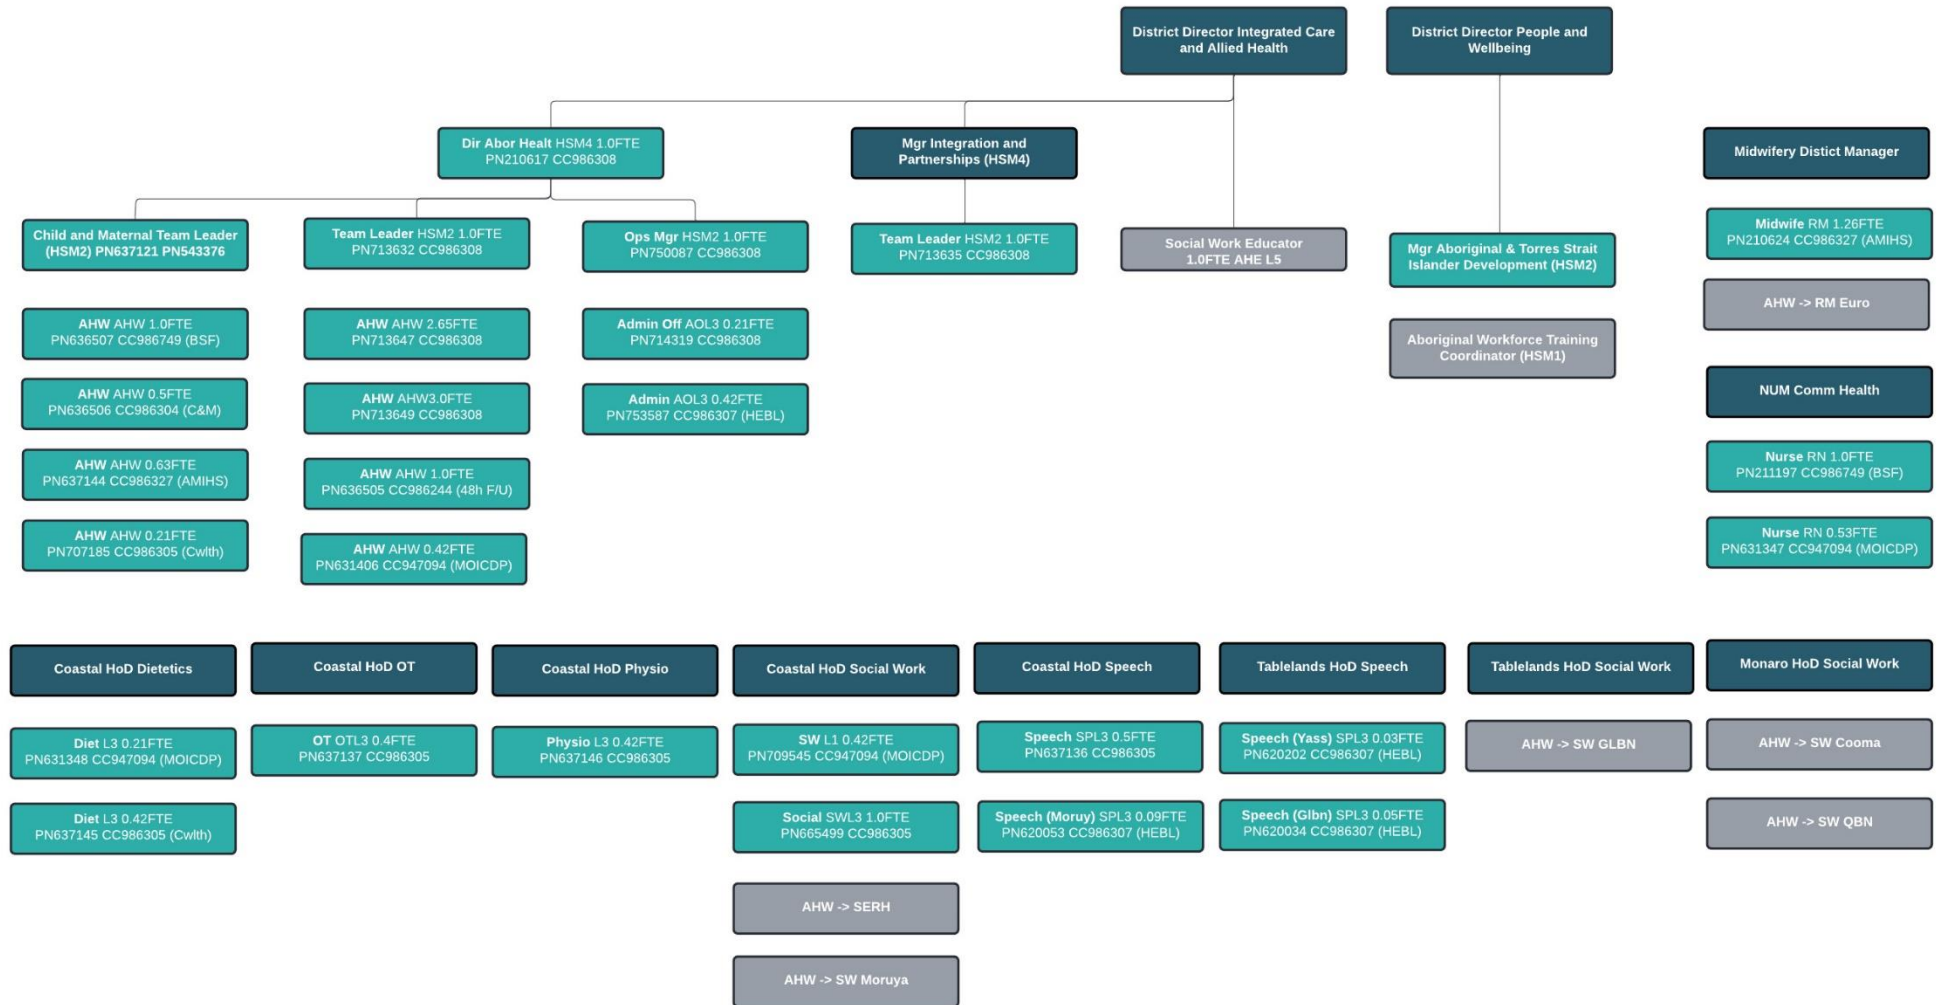 District Director Integrated Care
and Allied Health
District Director People and
Wellbeing
Dir Abor Healt HSM4 1.0FTE
PN210617 CC986308
Mgr Integration and
Partnerships (HSM4)
Midwifery Distict Manager
Child and Maternal Team Leader
(HSM2) PN637121 PN543376
Team Leader HSM2 1.0FTE
PN713632 CC986308
Ops Mgr HSM2 1.0FTE
PN750087 CC986308
Team Leader HSM2 1.0FTE
PN713635 CC986308
Social Work Educator
1.0FTE AHE L5
Mgr Aboriginal & Torres Strait
Islander Development (HSM2)
Midwife RM 1.26FTE
PN210624 CC986327 (AMIHS)
AHW -> RM Euro
AHW AHW 1.0FTE
PN636507 CC986749 (BSF)
AHW AHW 2.65FTE
PN713647 CC986308
Admin Off AOL3 0.21FTE
PN714319 CC986308
Aboriginal Workforce Training
Coordinator (HSM1)
AHW AHW 0.5FTE
PN636506 CC986304 (C&M)
AHW AHW3.0FTE
PN713649 CC986308
Admin AOL3 0.42FTE
PN753587 CC986307 (HEBL)
NUM Comm Health
AHW AHW 0.63FTE
PN637144 CC986327 (AMIHS)
AHW AHW 1.0FTE
PN636505 CC986244 (48h F/U)
Nurse RN 1.0FTE
PN211197 CC986749 (BSF)
AHW AHW 0.21FTE
PN707185 CC986305 (Cwlth)
AHW AHW 0.42FTE
PN631406 CC947094 (MOICDP)
Nurse RN 0.53FTE
PN631347 CC947094 (MOICDP)
Coastal HoD Dietetics
Coastal HoD OT
Coastal HoD Physio
Coastal HoD Social Work
Coastal HoD Speech
Tablelands HoD Speech
Tablelands HoD Social Work
Monaro HoD Social Work
Diet L3 0.21FTE
PN631348 CC947094 (MOICDP)
OT OTL3 0.4FTE
PN637137 CC986305
Physio L3 0.42FTE
PN637146 CC986305
SW L1 0.42FTE
PN709545 CC947094 (MOICDP)
Speech SPL3 0.5FTE
PN637136 CC986305
Speech (Yass) SPL3 0.03FTE
PN620202 CC986307 (HEBL)
AHW -> SW GLBN
AHW -> SW Cooma
Diet L3 0.42FTE
PN637145 CC986305 (Cwlth)
Social SWL3 1.0FTE
PN665499 CC986305
Speech (Moruy) SPL3 0.09FTE
PN620053 CC986307 (HEBL)
Speech (Glbn) SPL3 0.05FTE
PN620034 CC986307 (HEBL)
AHW -> SW QBN
AHW -> SERH
AHW -> SW Moruya